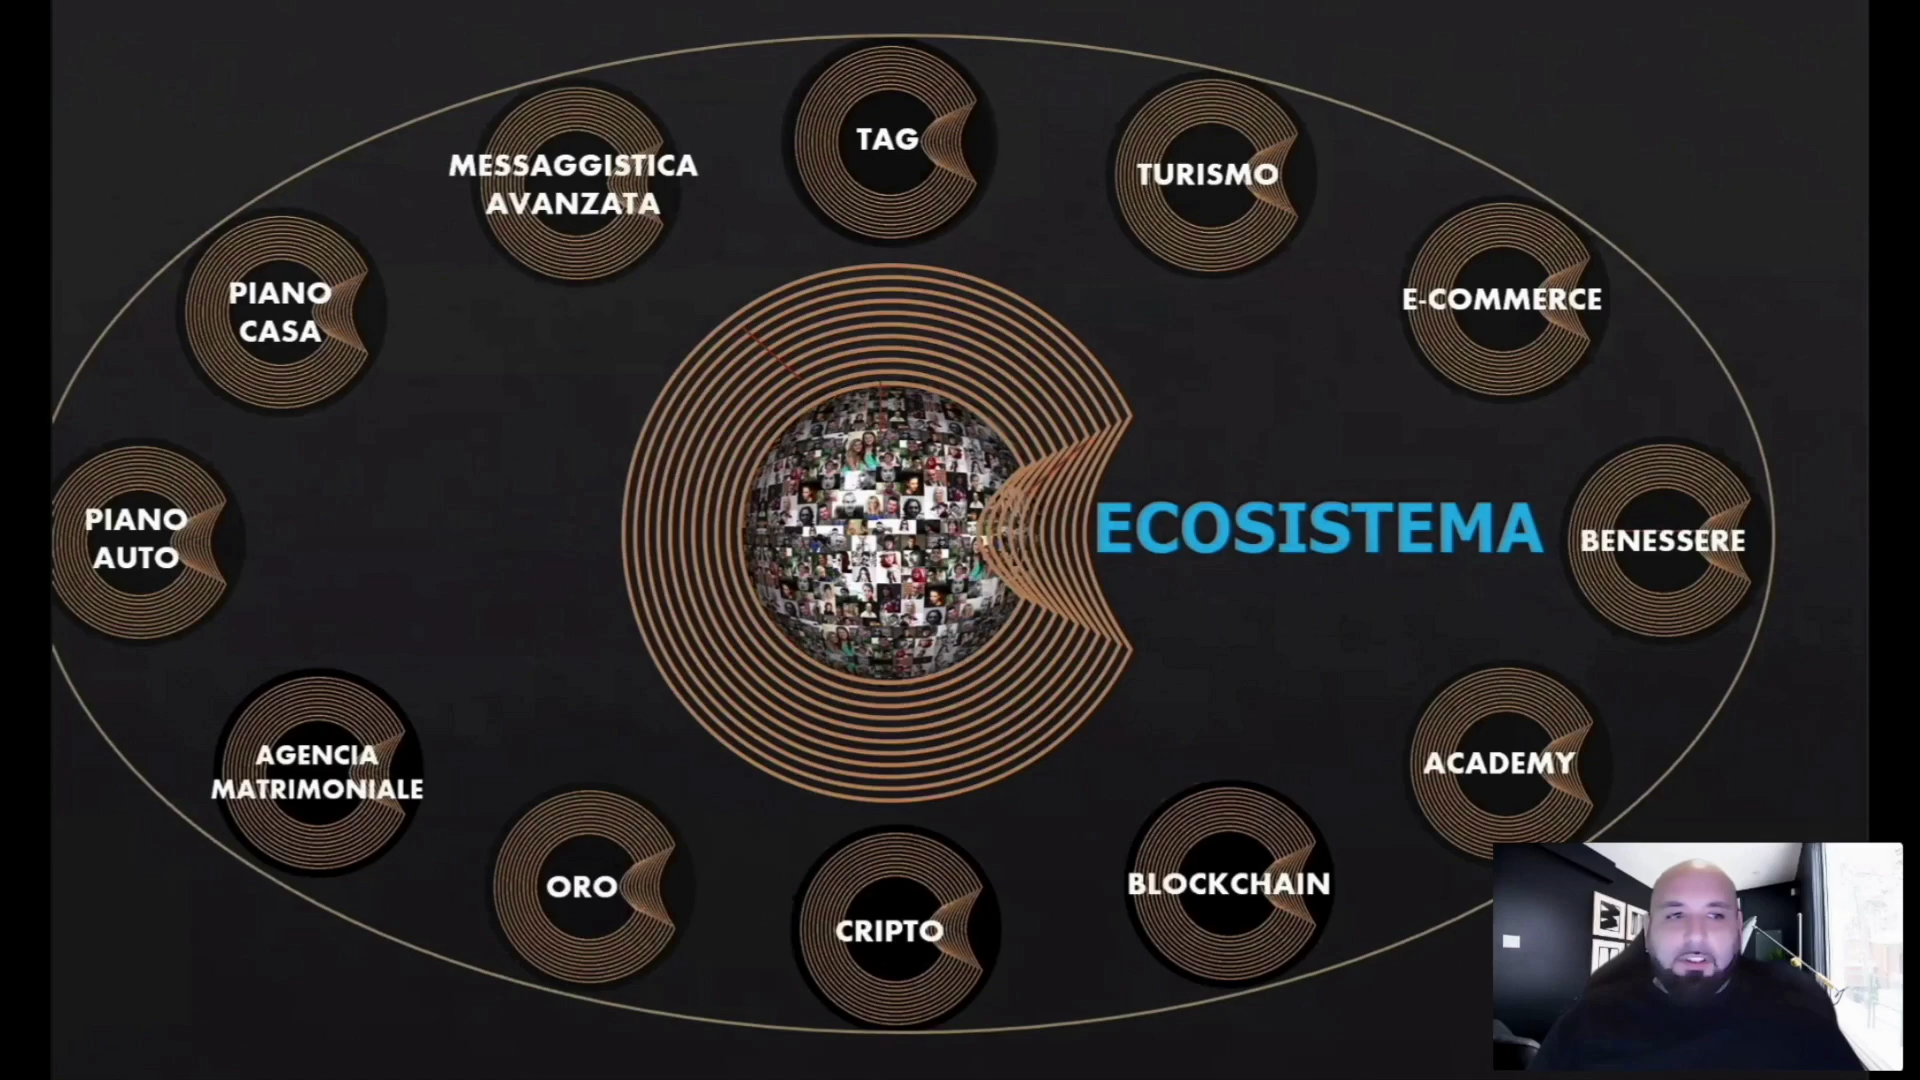 TAG
MESSAGGISTICA
AVANZATA
TURISMO
PIANO
CASA
E-COMMERCE
PIANO
AUTO
ECOSISTEMA
BENESSERE
AGENCIA
MATRIMONIALE
ACADEMY
ORO
CRIPTO
BLOCKCHAIN